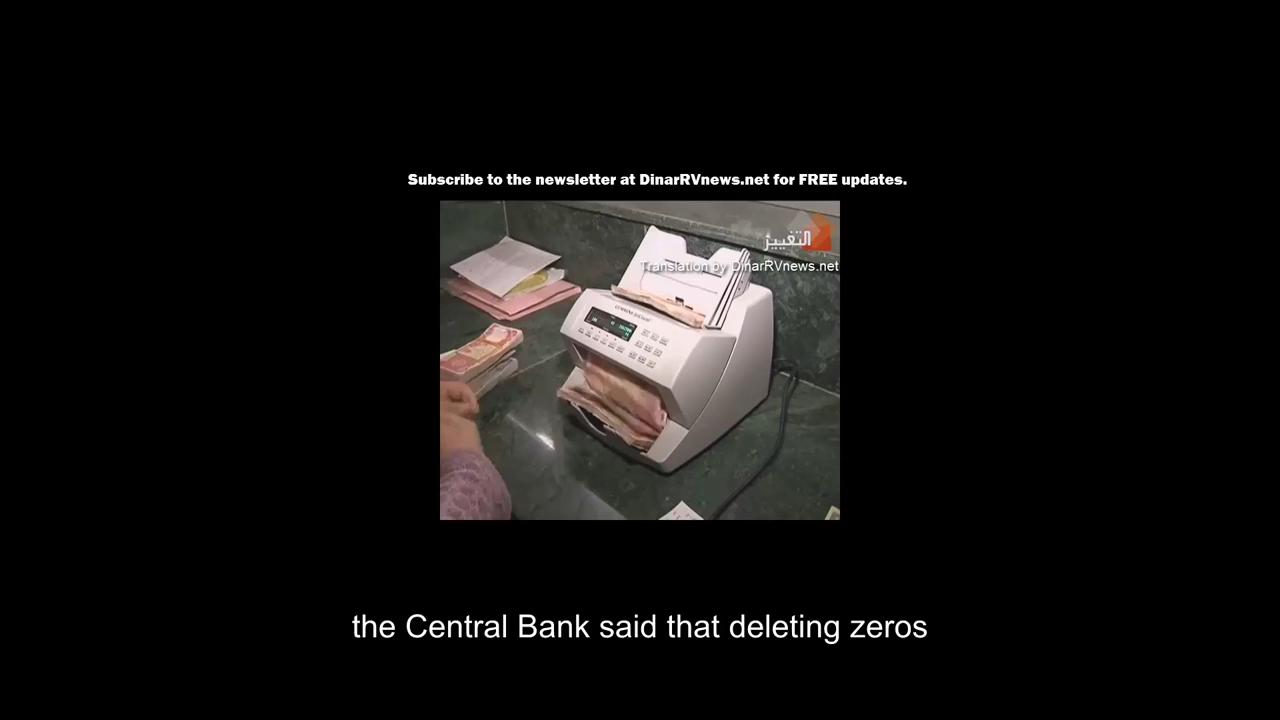 Subscribe to the newsletter at DinarRVnews.net for FREE updates.
التغيير
Translation by DinarRVnews.net
the Central Bank said that deleting zeros